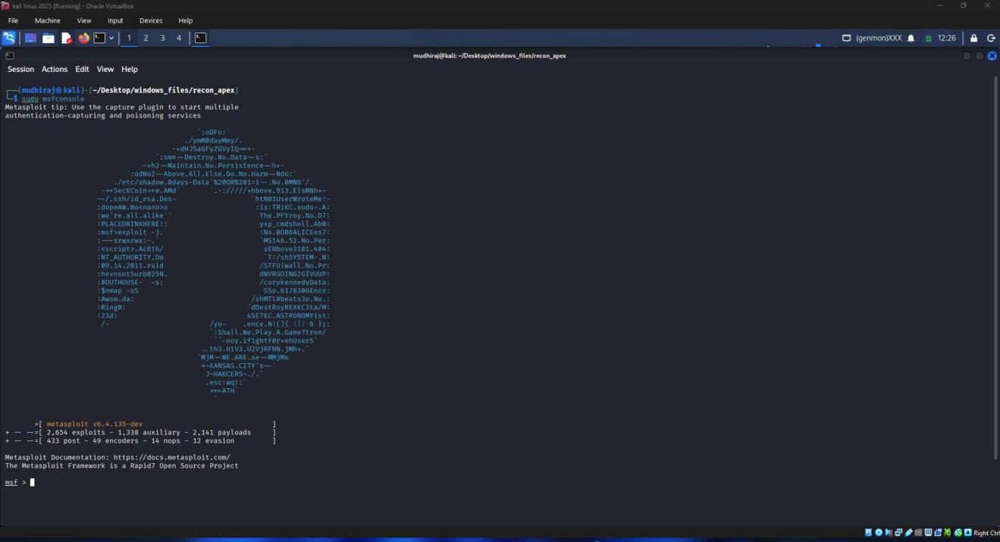 kali linux 2025 [Running] - Oracle VirtualBox
File Machine View Input Devices Help
1 2 3 4 (genmon)XXX 12:26
mudhiraj@kali: ~/Desktop/windows_files/recon_apex
Session Actions Edit View Help
(mudhiraj㉿kali)-[~/Desktop/windows_files/recon_apex]
$ sudo msfconsole
Metasploit tip: Use the capture plugin to start multiple
authentication-capturing and poisoning services
`:oDFo:`
./ymM0dayMmy/.
-+dHJ5aGFyZGVyIQ==+-
`:sm⏣~~Destroy.No.Data~~s:`
-+h2~~Maintain.No.Persistence~~h+-
`:odNo2~~Above.All.Else.Do.No.Harm~~Ndo:`
./etc/shadow.0days-Data'%20OR%201=1--.No.0MN8'/.
-++SecKCoin++e.AMd` `.-://///+hbove.913.ElsMNh+-
-~/.ssh/id_rsa.Des- `htN01UserWroteMe!-
:dopeAW.No<nano>o :is:TЯiKC.sudo-.A:
:we're.all.alike'` The.PFYroy.No.D7:
:PLACEDRINKHERE!: yxp_cmdshell.Ab0:
:msf>exploit -j. :Ns.BOB&ALICEes7:
:---srwxrwx:-.` `MS146.52.No.Per:
:<script>.Ac816/ sENbove3101.404:
:NT_AUTHORITY.Do `T:/shSYSTEM-.N:
:09.14.2011.raid /STFU|wall.No.Pr:
:hevnsntSurb025N. dNVRGOING2GIVUUP:
:#OUTHOUSE- -s: /corykennedyData:
:$nmap -oS SSo.6178306Ence:
:Awsm.da: /shMTl#beats3o.No.:
:Ring0: `dDestRoyREXKC3ta/M:
:23d: sSETEC.ASTRONOMYist:
/- /yo- .ence.N:(){ :|: & };:
`:Shall.We.Play.A.Game?tron/
```-ooy.if1ghtf0r+ehUser5`
..th3.H1V3.U2VjRFNN.jMh+.`
`MjM~~WE.ARE.se~~MMjMs
+~KANSAS.CITY's~-`
J~HAKCERS~./.`
.esc:wq!:`
+++ATH`
`
=[ metasploit v6.4.135-dev ]
+ -- --=[ 2,654 exploits - 1,338 auxiliary - 2,141 payloads ]
+ -- --=[ 433 post - 49 encoders - 14 nops - 12 evasion ]
Metasploit Documentation: https://docs.metasploit.com/
The Metasploit Framework is a Rapid7 Open Source Project
msf >
Right Ctrl